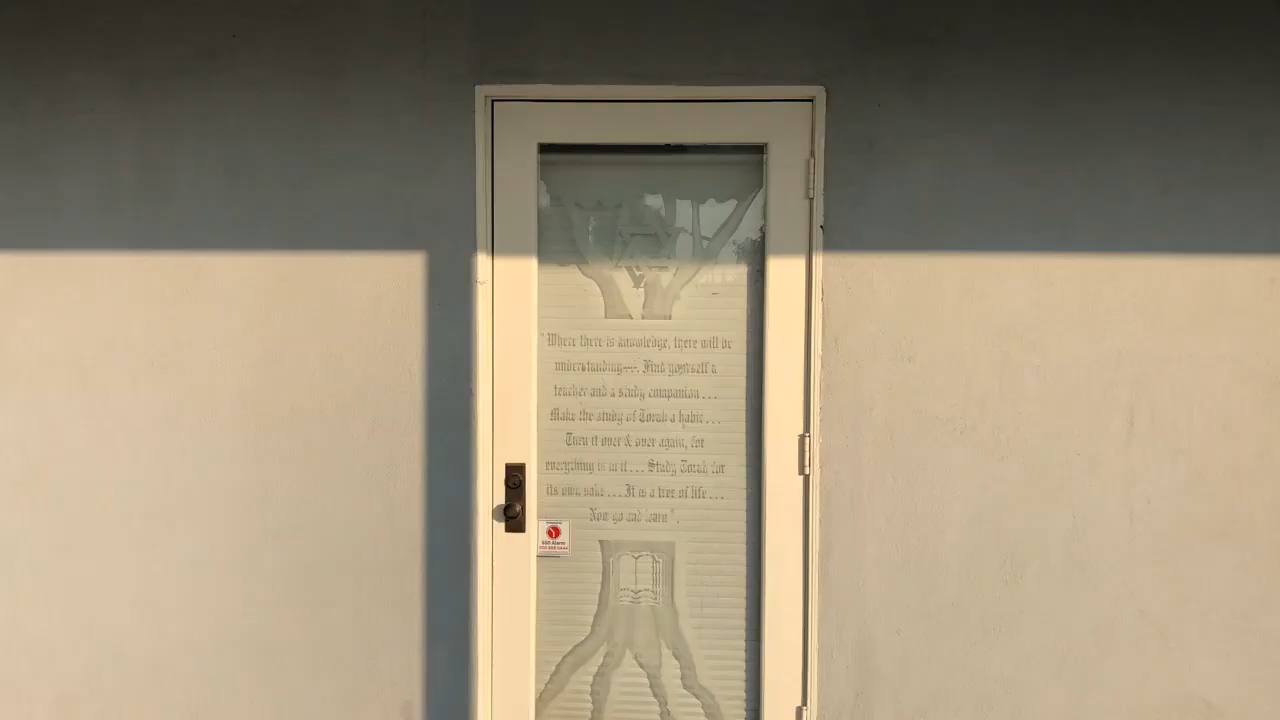 "Where there is knowledge, there will be
understanding---. Find yourself a
teacher and a study companion...
Make the study of Torah a habit...
Turn it over & over again, for
everything is in it... Study Torah for
its own sake...It is a tree of life...
Now go and learn".
SSR Alarm